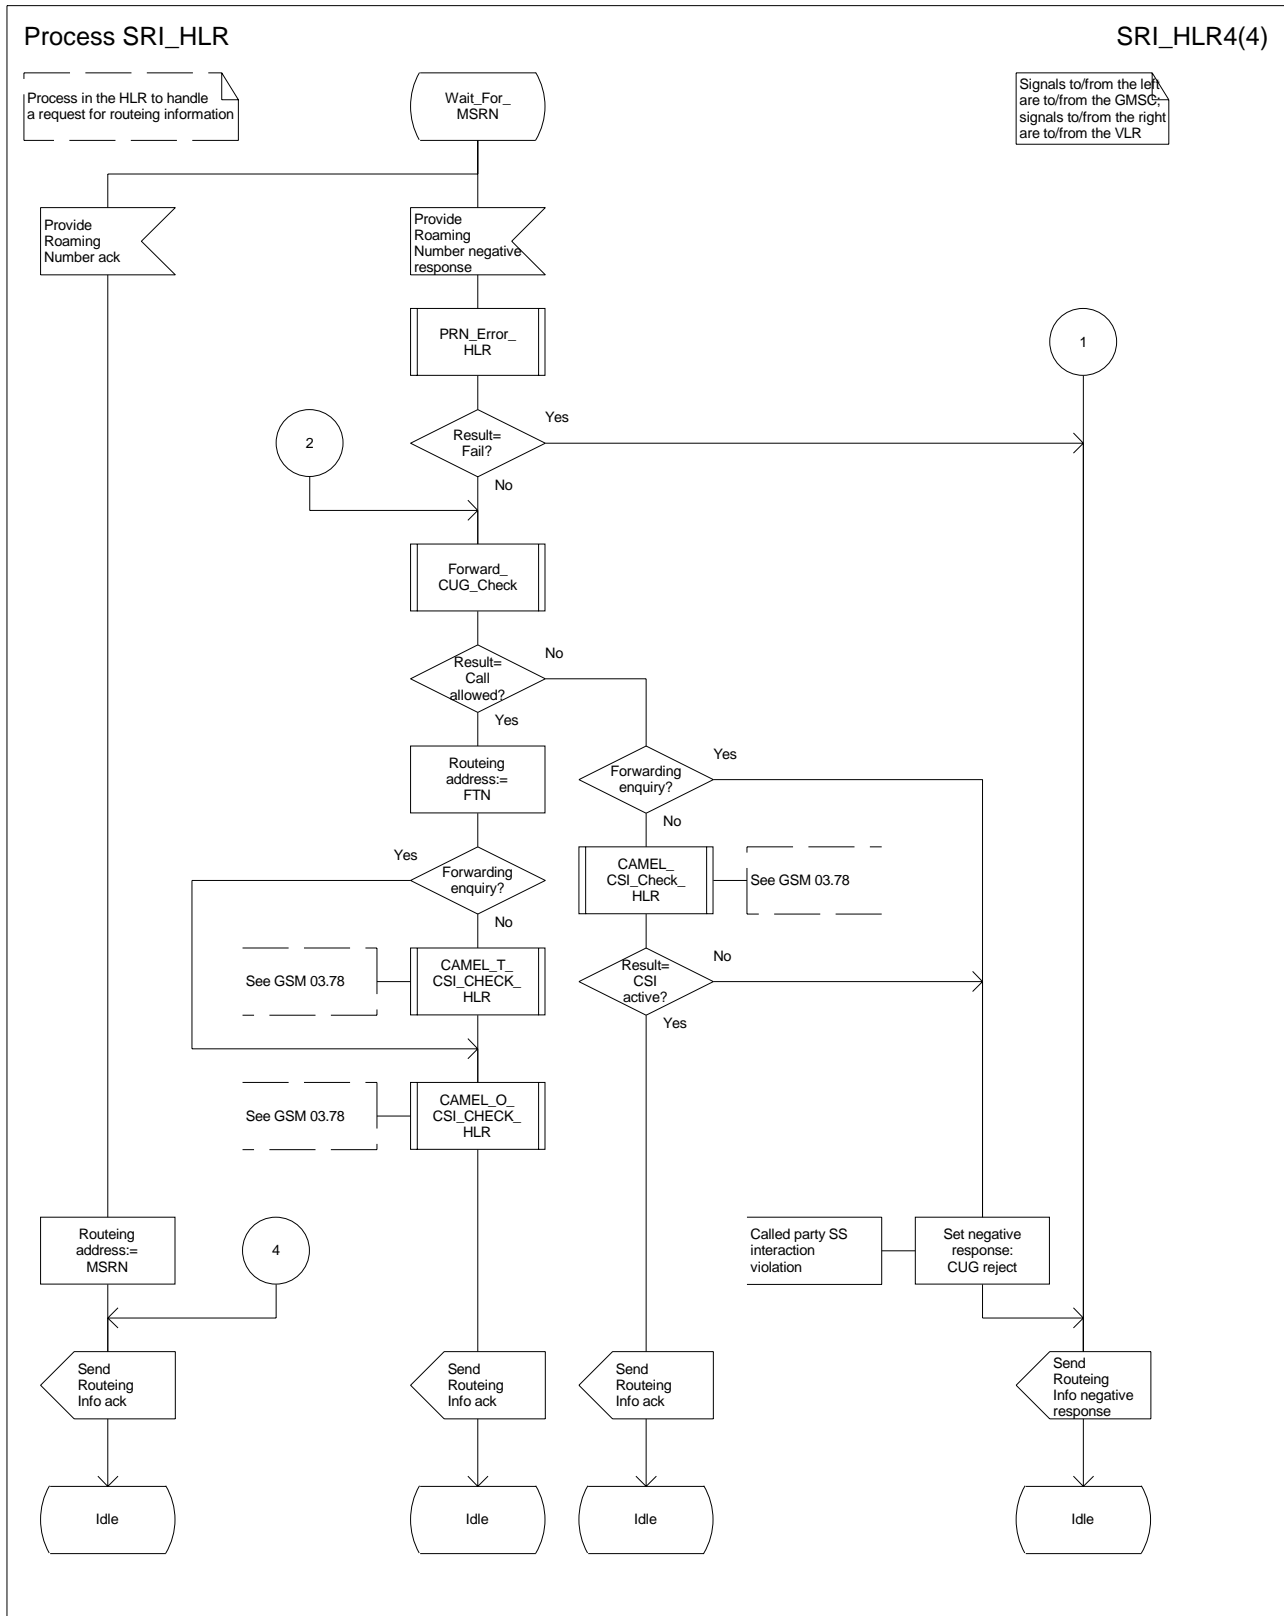 Process SRI_HLR
SRI_HLR4(4)
Process in the HLR to handle
a request for routeing information
Wait_For_
MSRN
Signals to/from the left
are to/from the GMSC;
signals to/from the right
are to/from the VLR
Provide
Roaming
Number ack
Provide
Roaming
Number negative
response
PRN_Error_
HLR
1
Result=
Fail?
Yes
No
2
Forward_
CUG_Check
Result=
Call
allowed?
No
Yes
Routeing
address:=
FTN
Forwarding
enquiry?
Yes
No
Forwarding
enquiry?
Yes
No
CAMEL_
CSI_Check_
HLR
See GSM 03.78
See GSM 03.78
CAMEL_T_
CSI_CHECK_
HLR
Result=
CSI
active?
No
Yes
See GSM 03.78
CAMEL_O_
CSI_CHECK_
HLR
Routeing
address:=
MSRN
4
Called party SS
interaction
violation
Set negative
response:
CUG reject
Send
Routeing
Info ack
Send
Routeing
Info ack
Send
Routeing
Info ack
Send
Routeing
Info negative
response
Idle
Idle
Idle
Idle